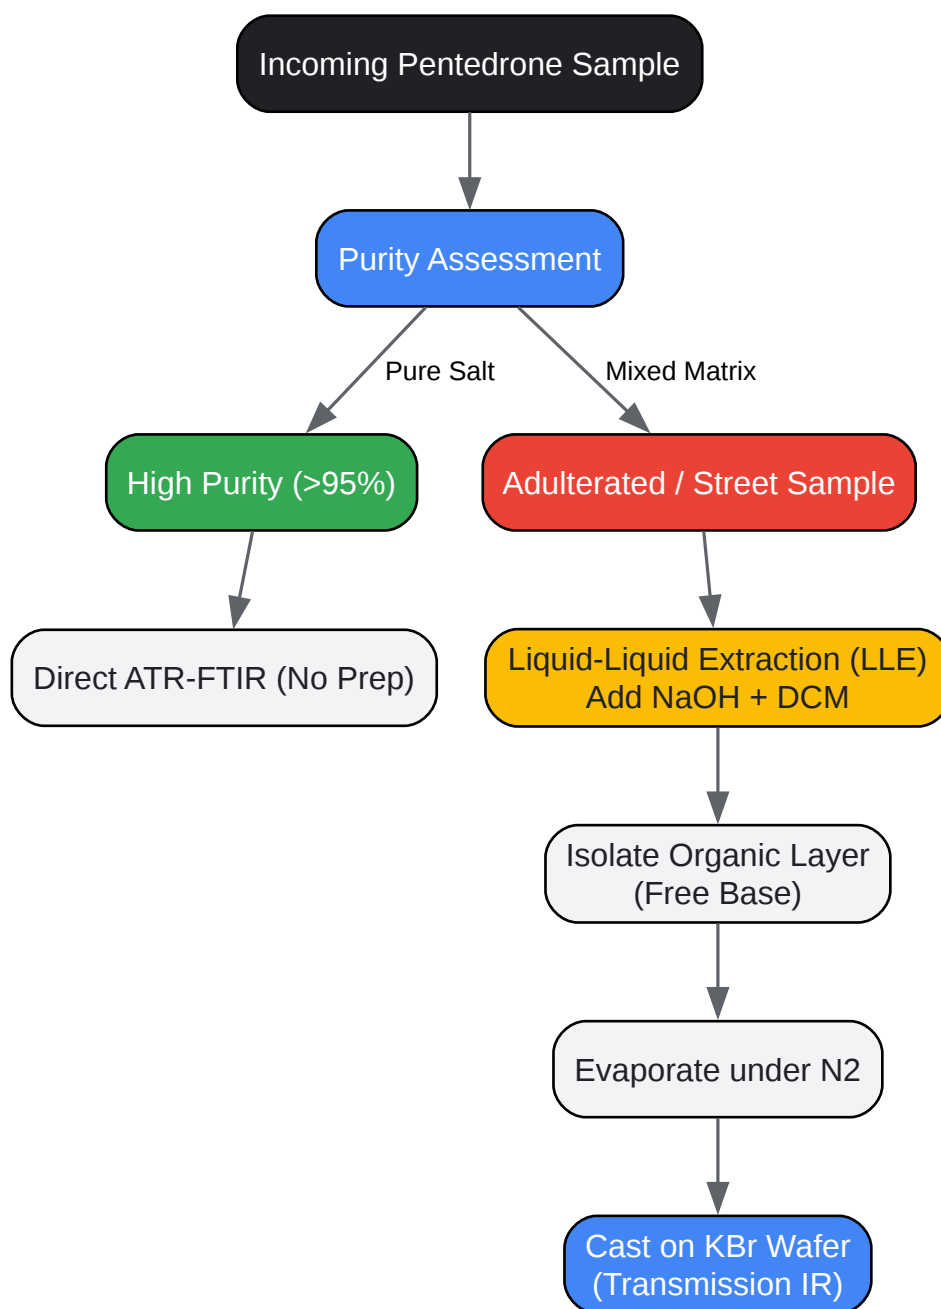 Incoming Pentedrone Sample
Purity Assessment
Pure Salt
Mixed Matrix
High Purity (>95%)
Adulterated / Street Sample
Direct ATR-FTIR (No Prep)
Liquid-Liquid Extraction (LLE)
Add NaOH + DCM
Isolate Organic Layer
(Free Base)
Evaporate under N2
Cast on KBr Wafer
(Transmission IR)